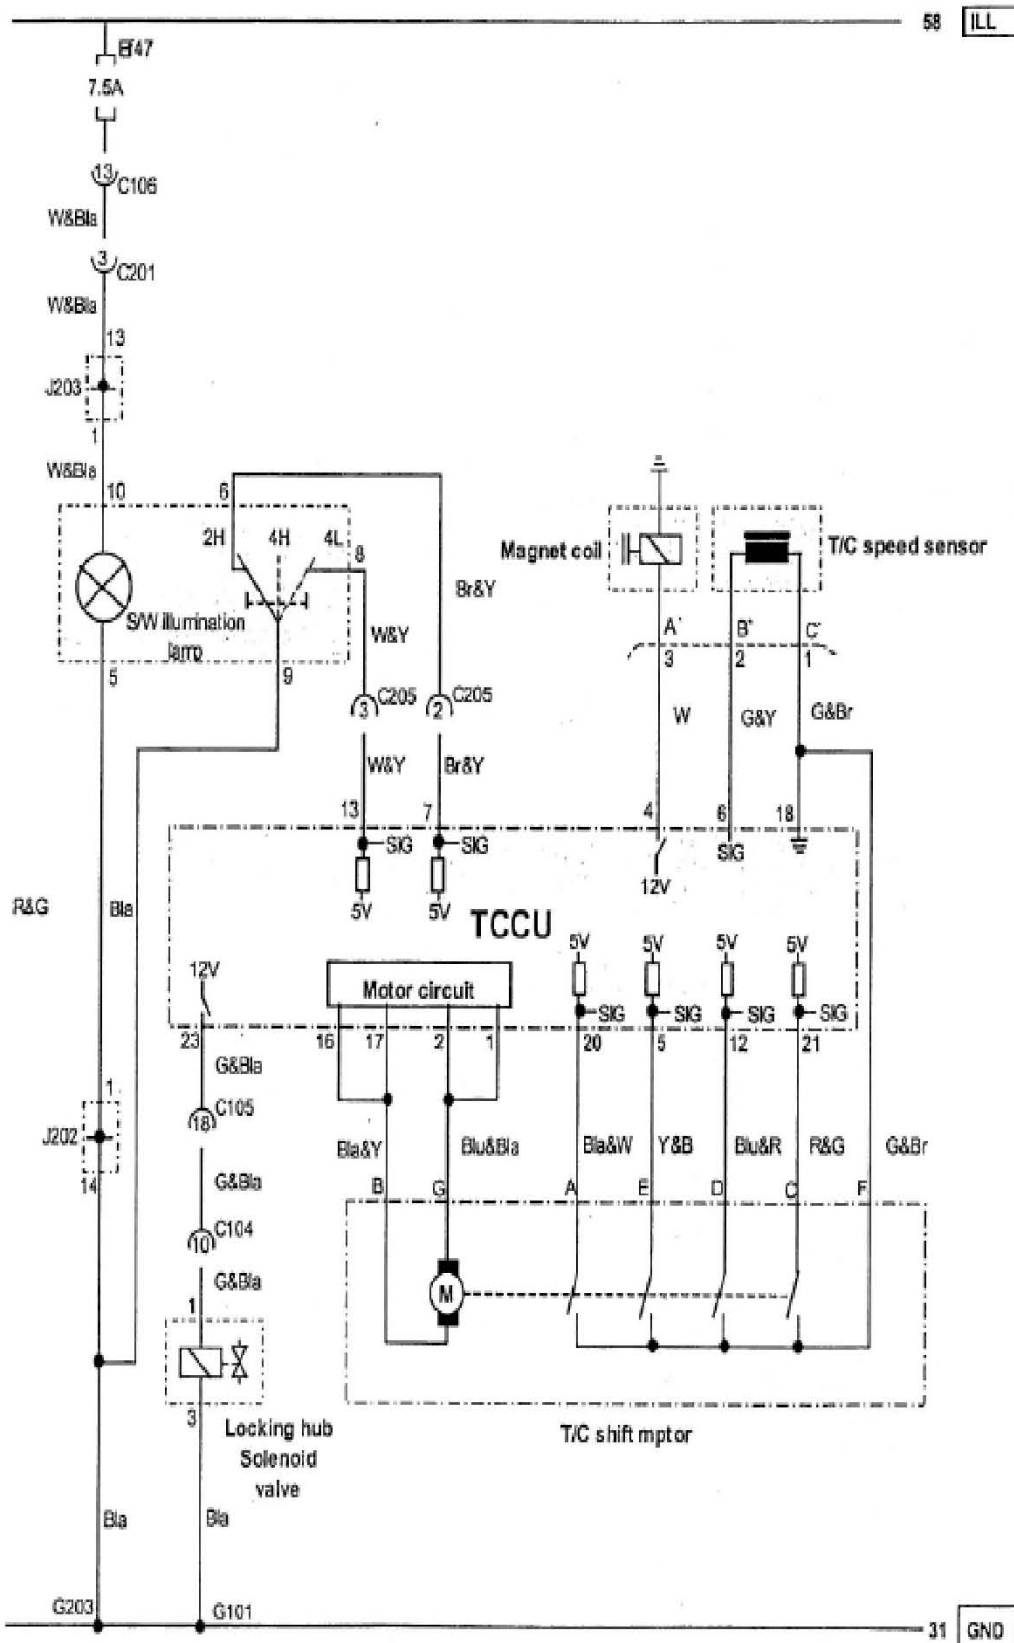 58 ILL
Ef47
7.5A
13 C106
W&Bla
3 C201
W&Bla
13
J203
1
W&Bla
10
6
2H 4H 4L
8
S/W illumination
lamp
5
9
Magnet coil
T/C speed sensor
Br&Y
W&Y
A' B' C'
3 2 1
3 C205 2 C205
W G&Y G&Br
W&Y Br&Y
13 7 4 6 18
SIG SIG SIG
5V 5V 12V
R&G Bla
TCCU
5V 5V 5V 5V
12V
Motor circuit
SIG SIG SIG SIG
23 16 17 2 1 20 5 12 21
G&Bla
1
18 C105
J202
14
Bla&Y Blu&Bla Bla&W Y&B Blu&R R&G G&Br
G&Bla
B G A E D C F
10 C104
G&Bla
1
M
3
Locking hub
Solenoid
valve
T/C shift mptor
Bla Bla
G203 G101
31 GND